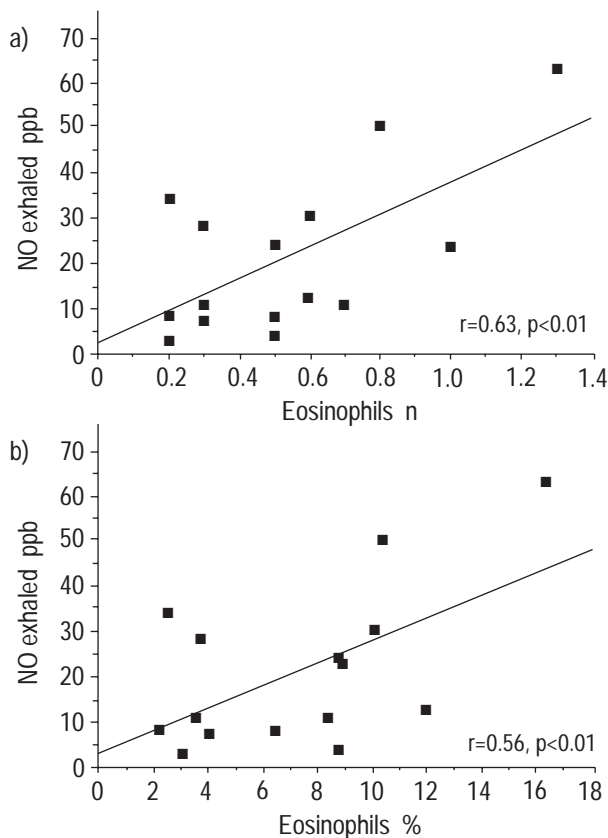 a)
70
60
50
40
30
20
10
0
NO exhaled ppb
r=0.63, p<0.01
0 0.2 0.4 0.6 0.8 1.0 1.2 1.4
Eosinophils n
b)
70
60
50
40
30
20
10
0
NO exhaled ppb
r=0.56, p<0.01
0 2 4 6 8 10 12 14 16 18
Eosinophils %